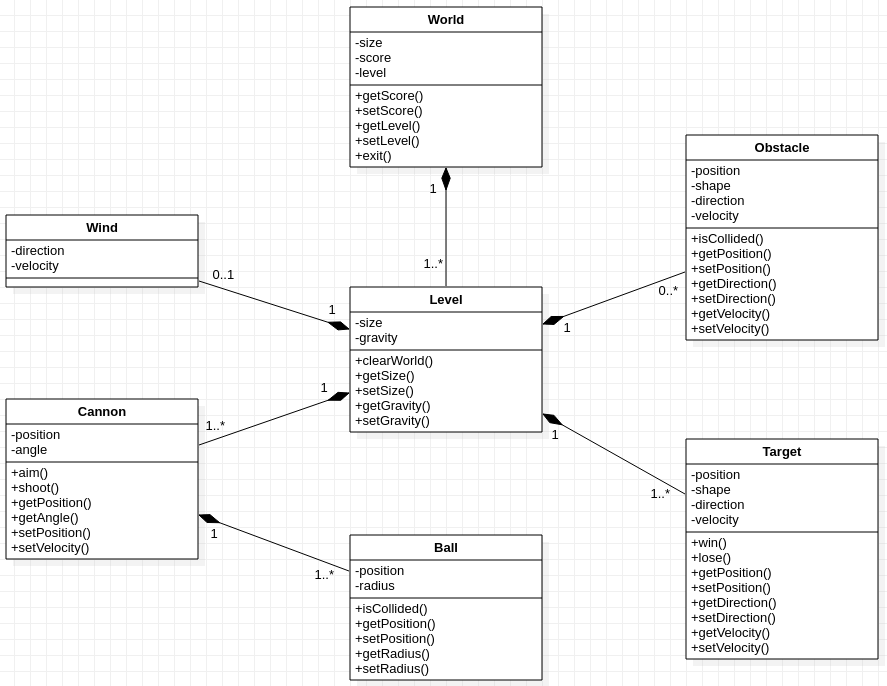 World
-size
-score
-level
+getScore()
+setScore()
+getLevel()
+setLevel()
+exit()
1
1..*
Wind
-direction
-velocity
0..1
1
Level
-size
-gravity
+clearWorld()
+getSize()
+setSize()
+getGravity()
+setGravity()
Obstacle
-position
-shape
-direction
-velocity
+isCollided()
+getPosition()
+setPosition()
+getDirection()
+setDirection()
+getVelocity()
+setVelocity()
0..*
1
Cannon
-position
-angle
+aim()
+shoot()
+getPosition()
+getAngle()
+setPosition()
+setVelocity()
1..*
1
1
1..*
Ball
-position
-radius
+isCollided()
+getPosition()
+setPosition()
+getRadius()
+setRadius()
1
1..*
Target
-position
-shape
-direction
-velocity
+win()
+lose()
+getPosition()
+setPosition()
+getDirection()
+setDirection()
+getVelocity()
+setVelocity()